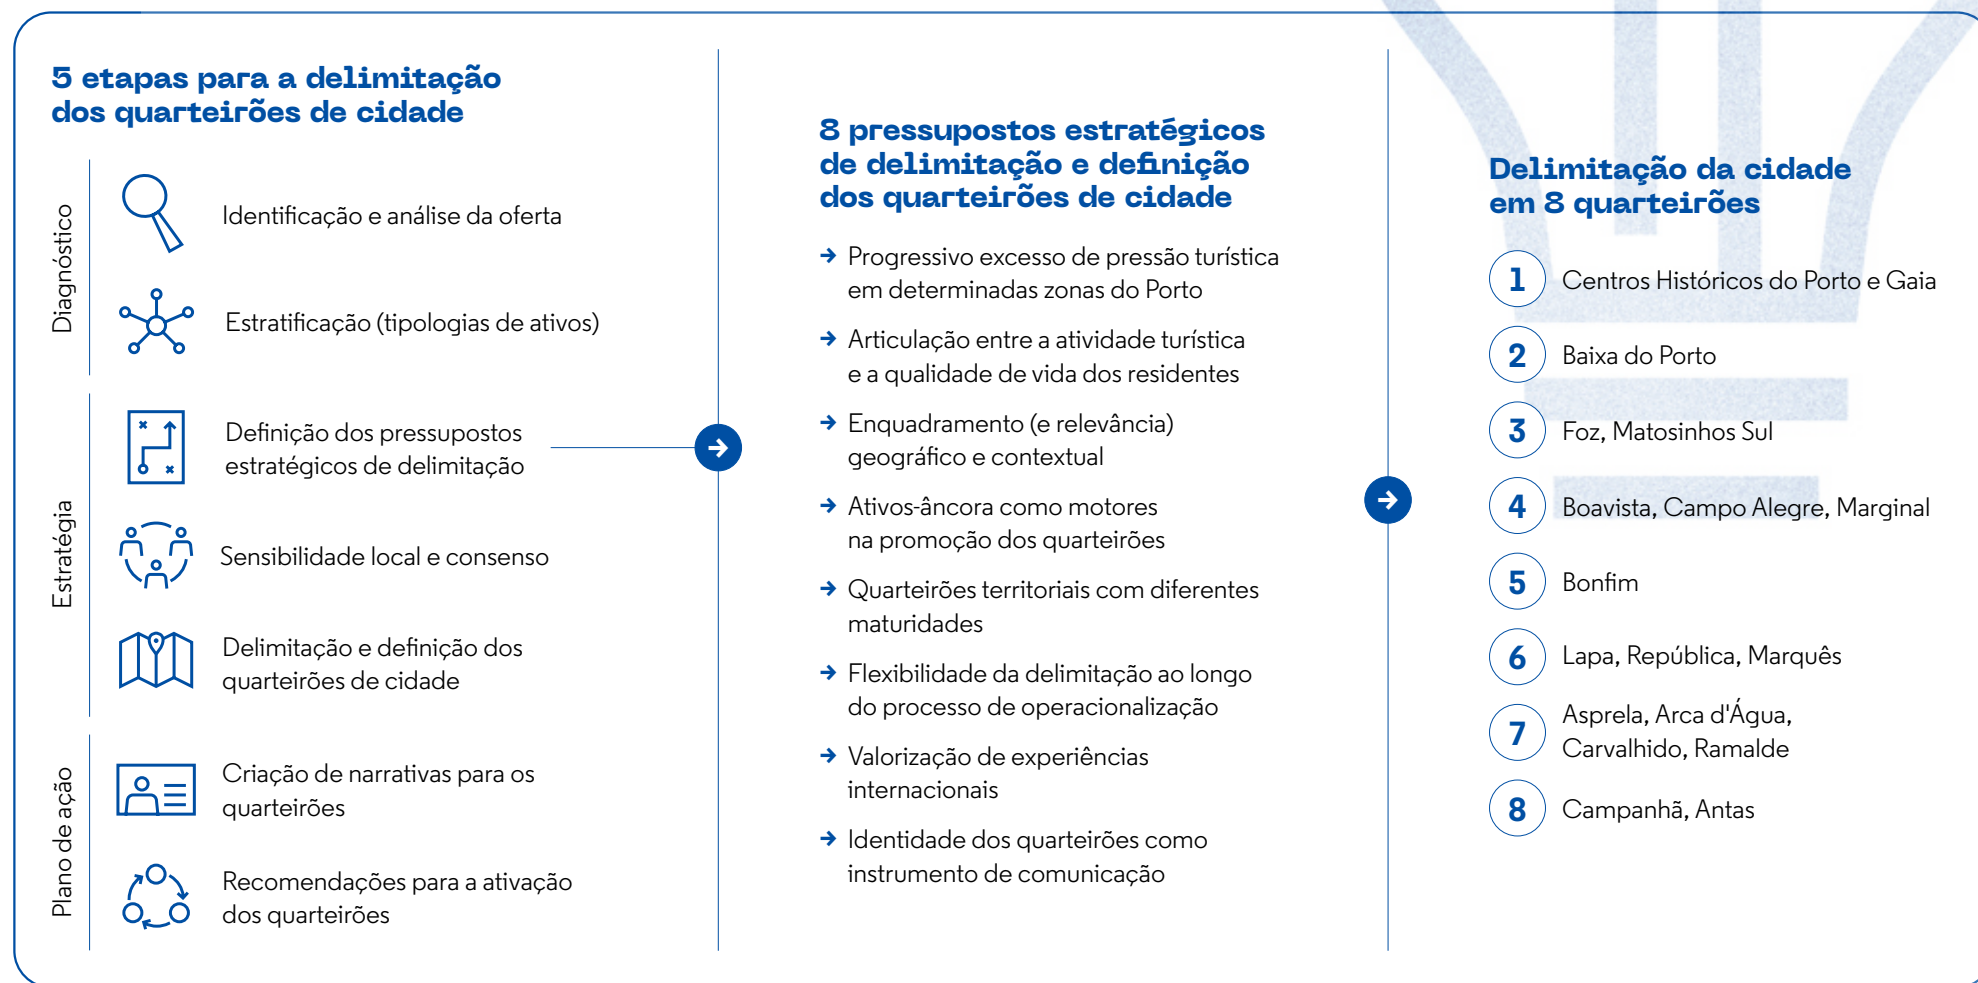 5 etapas para a delimitação
dos quarteirões de cidade
Diagnóstico
Identificação e análise da oferta
Estratificação (tipologias de ativos)
Estratégia
Definição dos pressupostos
estratégicos de delimitação
Sensibilidade local e consenso
Delimitação e definição dos
quarteirões de cidade
Plano de ação
Criação de narrativas para os
quarteirões
Recomendações para a ativação
dos quarteirões
8 pressupostos estratégicos
de delimitação e definição
dos quarteirões de cidade
→ Progressivo excesso de pressão turística
em determinadas zonas do Porto
→ Articulação entre a atividade turística
e a qualidade de vida dos residentes
→ Enquadramento (e relevância)
geográfico e contextual
→ Ativos-âncora como motores
na promoção dos quarteirões
→ Quarteirões territoriais com diferentes
maturidades
→ Flexibilidade da delimitação ao longo
do processo de operacionalização
→ Valorização de experiências
internacionais
→ Identidade dos quarteirões como
instrumento de comunicação
Delimitação da cidade
em 8 quarteirões
1 Centros Históricos do Porto e Gaia
2 Baixa do Porto
3 Foz, Matosinhos Sul
4 Boavista, Campo Alegre, Marginal
5 Bonfim
6 Lapa, República, Marquês
7 Asprela, Arca d'Água,
Carvalhido, Ramalde
8 Campanhã, Antas